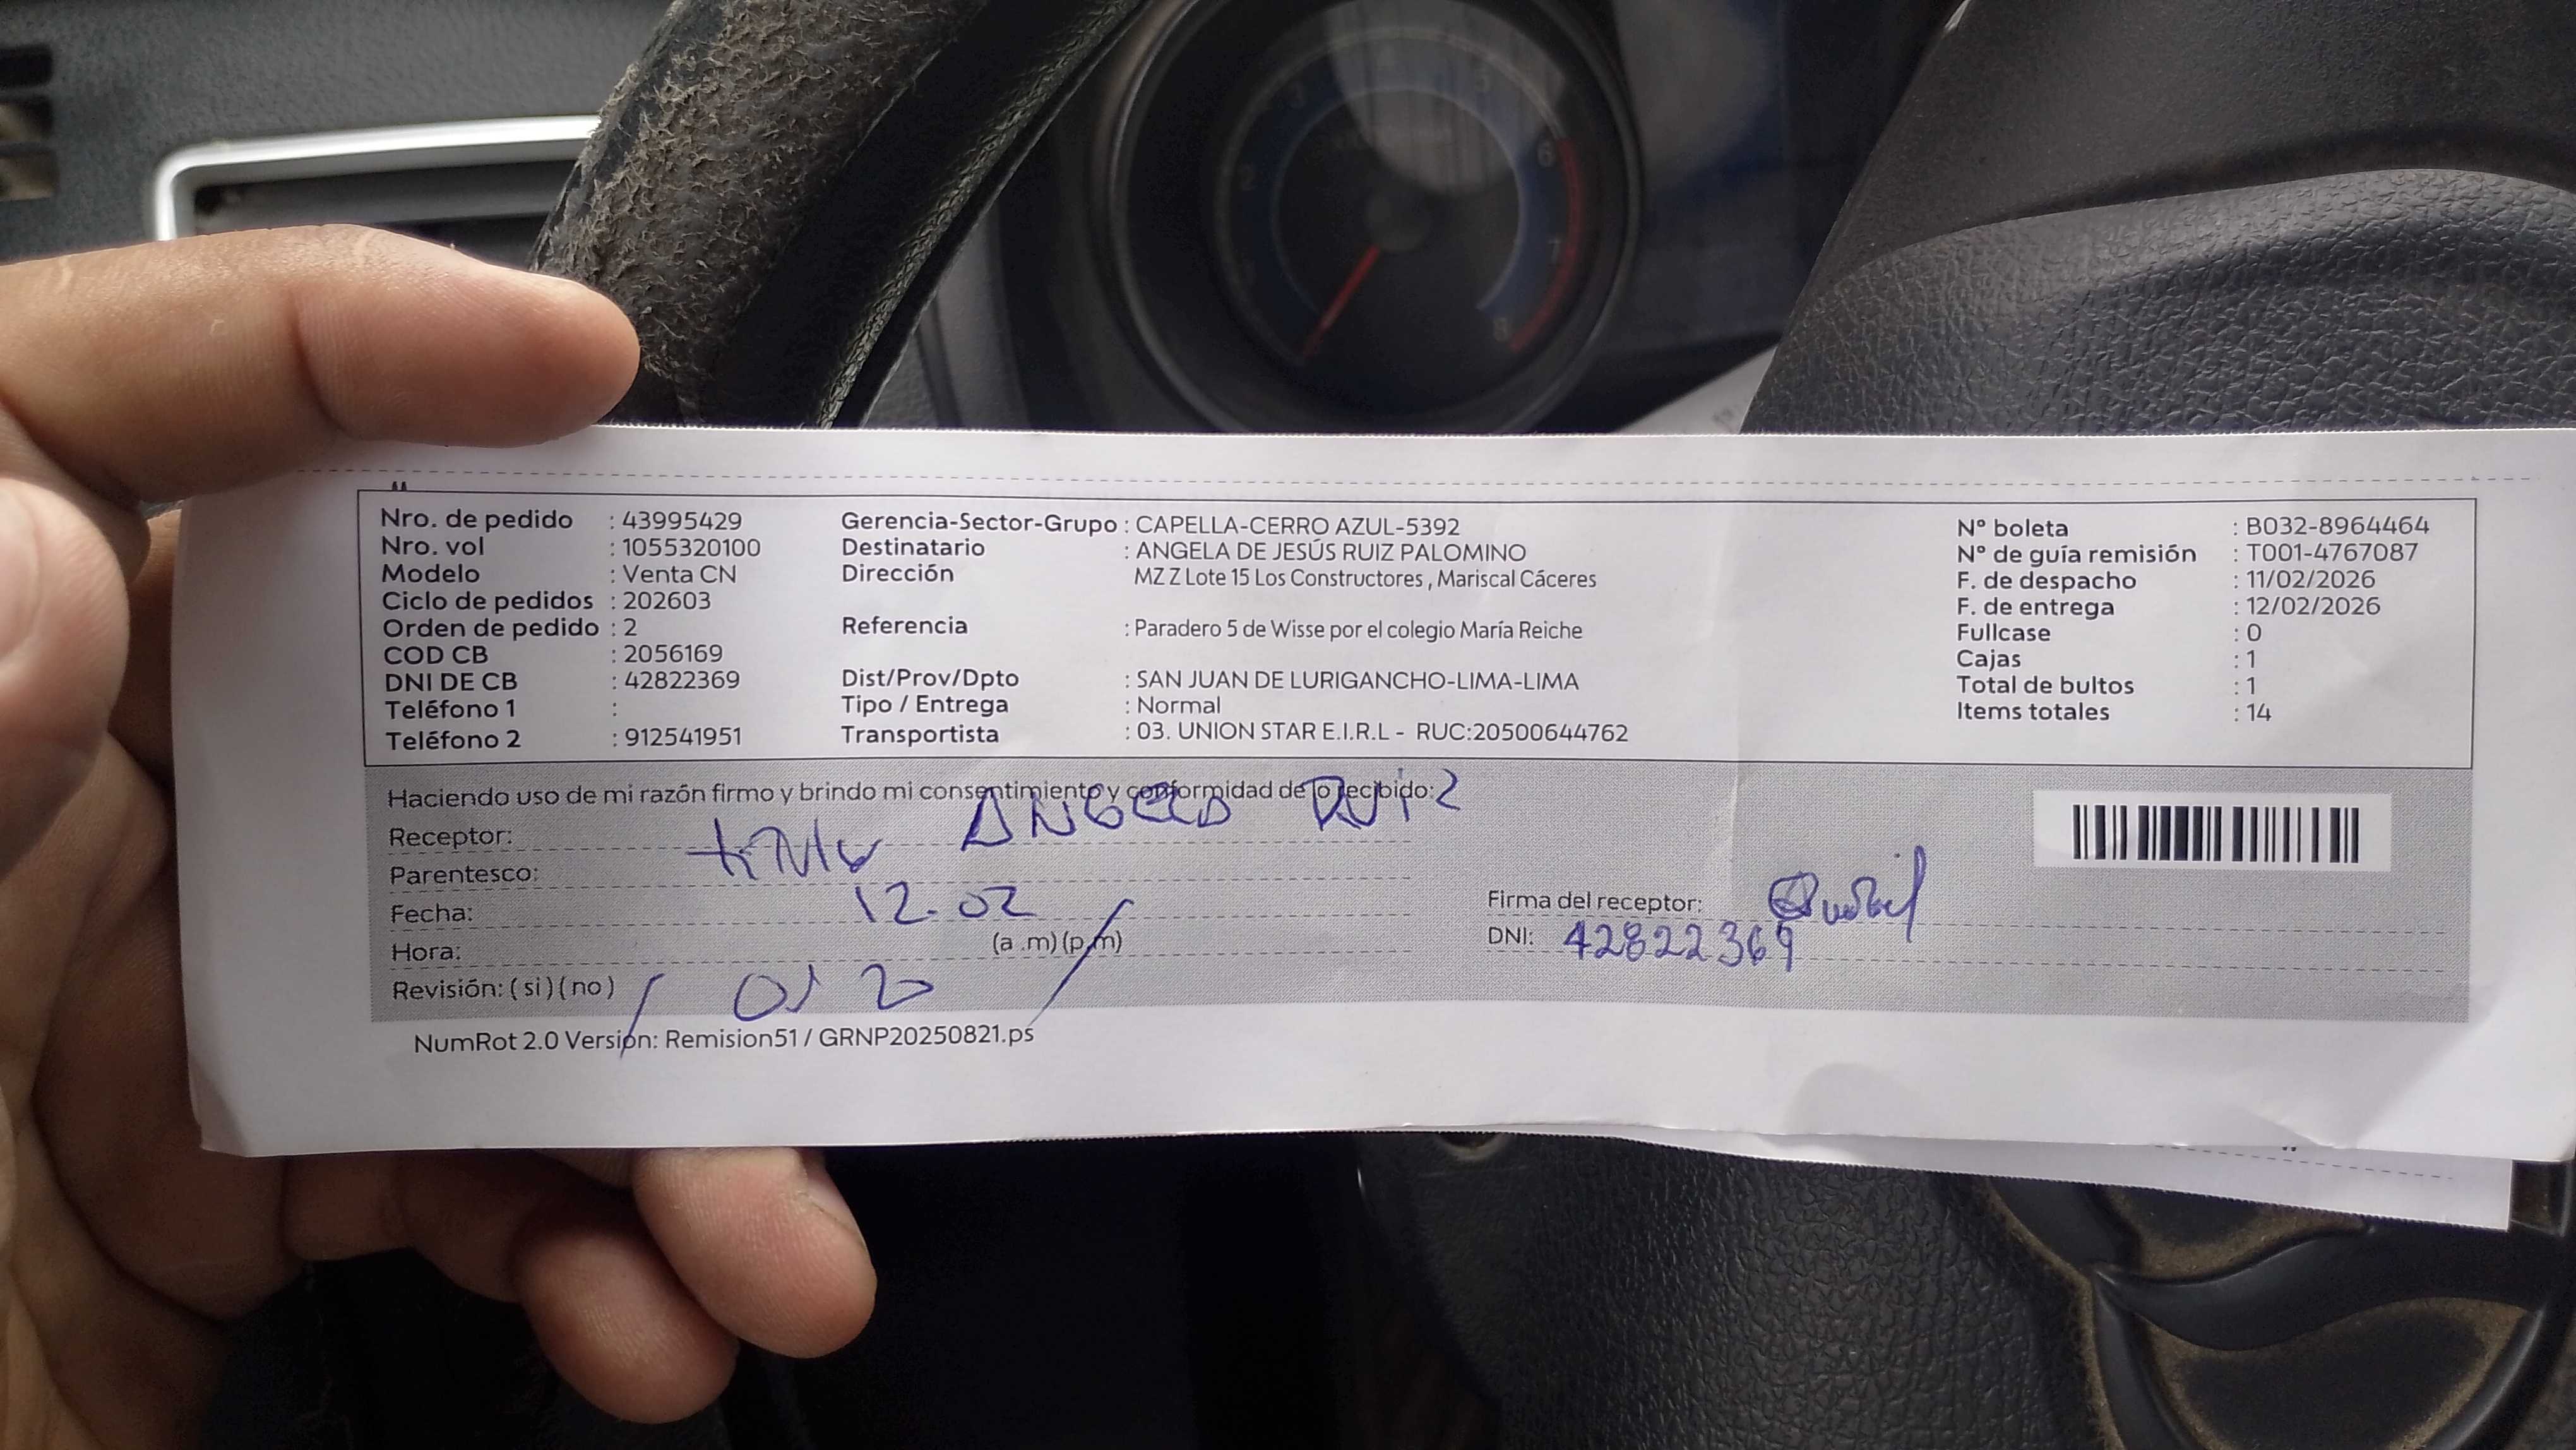 Nro. de pedido : 43995429
Nro. vol : 1055320100
Modelo : Venta CN
Ciclo de pedidos : 202603
Orden de pedido : 2
COD CB : 2056169
DNI DE CB : 42822369
Teléfono 1 :
Teléfono 2 : 912541951
Gerencia-Sector-Grupo : CAPELLA-CERRO AZUL-5392
Destinatario : ANGELA DE JESÚS RUIZ PALOMINO
Dirección MZ Z Lote 15 Los Constructores , Mariscal Cáceres
Referencia : Paradero 5 de Wisse por el colegio María Reiche
Dist/Prov/Dpto : SAN JUAN DE LURIGANCHO-LIMA-LIMA
Tipo / Entrega : Normal
Transportista : 03. UNION STAR E.I.R.L - RUC:20500644762
Nº boleta : B032-8964464
Nº de guía remisión : T001-4767087
F. de despacho : 11/02/2026
F. de entrega : 12/02/2026
Fullcase : 0
Cajas : 1
Total de bultos : 1
Items totales : 14
Haciendo uso de mi razón firmo y brindo mi consentimiento y conformidad de lo recibido:
Receptor: ANGELA RUIZ
Parentesco:
Fecha: 12-02
Hora: (a .m) (p.m)
Revisión: ( si ) ( no )
Firma del receptor:
DNI: 42822369
NumRot 2.0 Version: Remision51 / GRNP20250821.ps
2
6
7
8